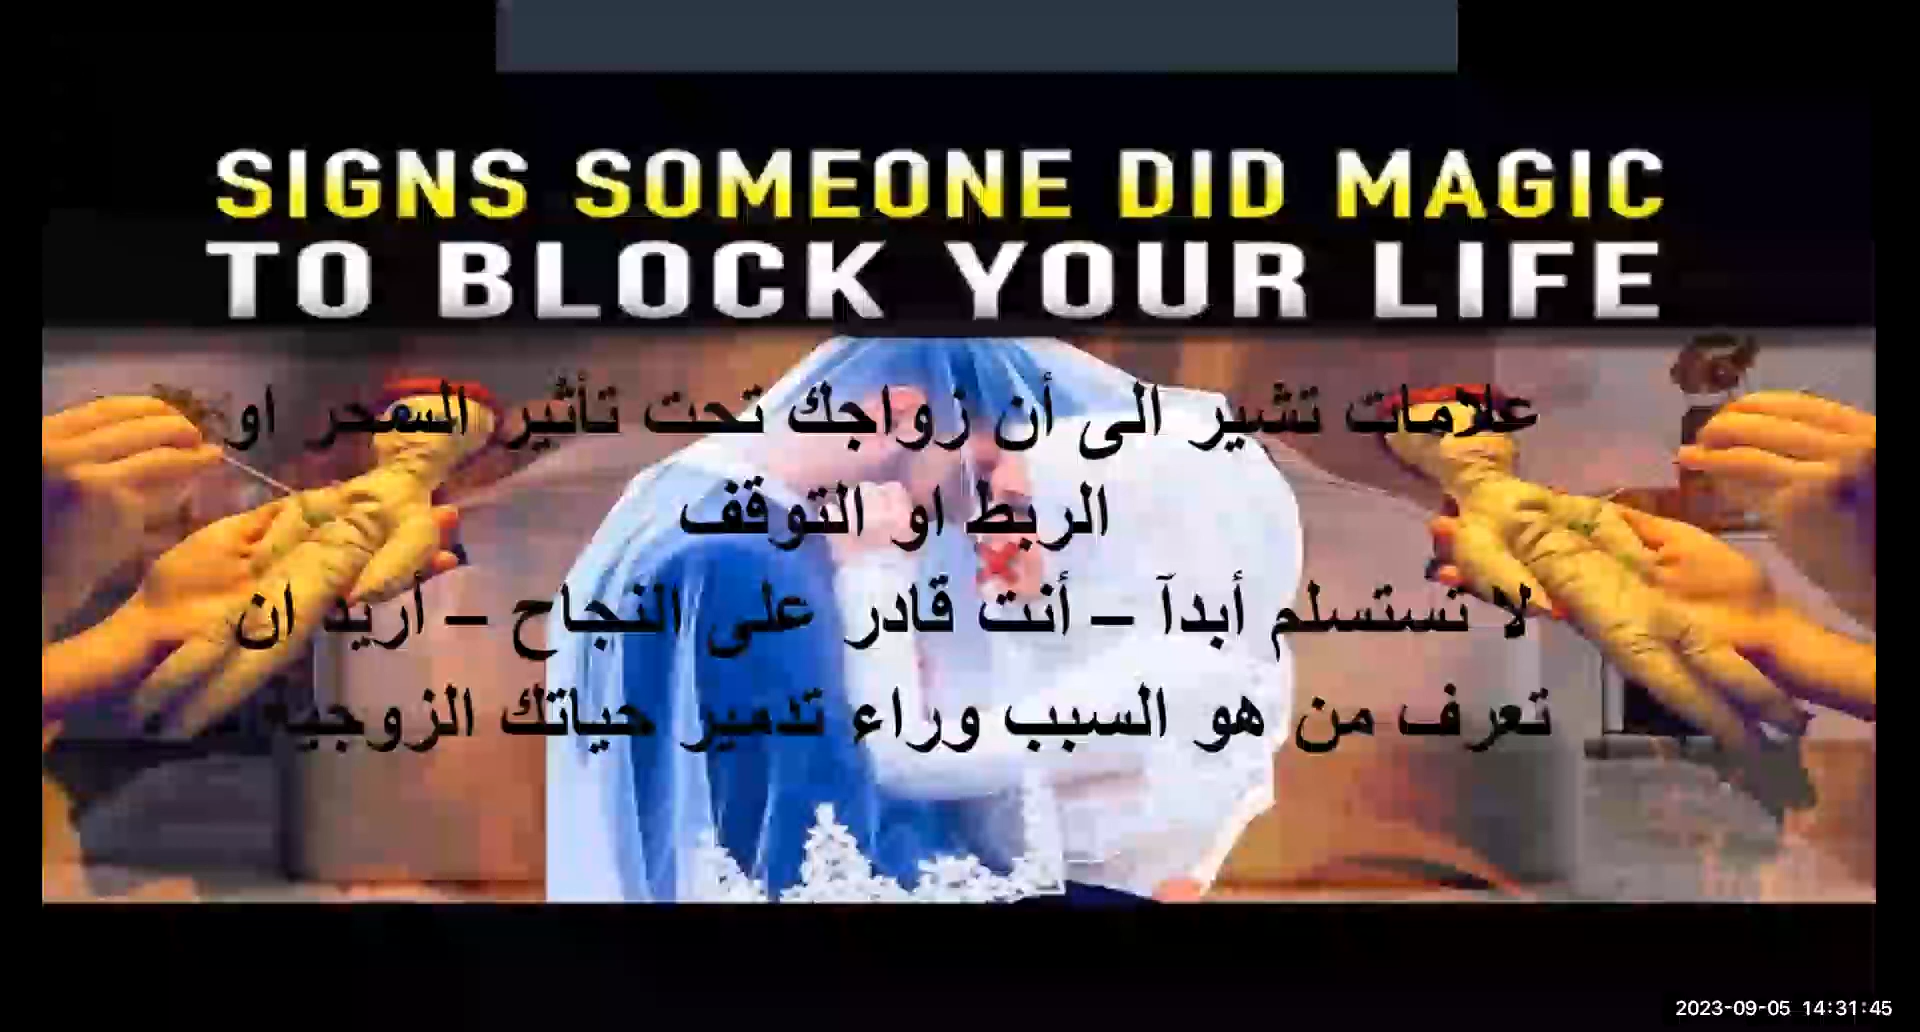 SIGNS SOMEONE DID MAGIC
TO BLOCK YOUR LIFE
علامات تشير الى أن زواجك تحت تأثير السحر او
الربط او التوقف
لا تستسلم أبدآ – أنت قادر على النجاح – أريد ان
تعرف من هو السبب وراء تدمير حياتك الزوجيه
2023-09-05 14:31:45